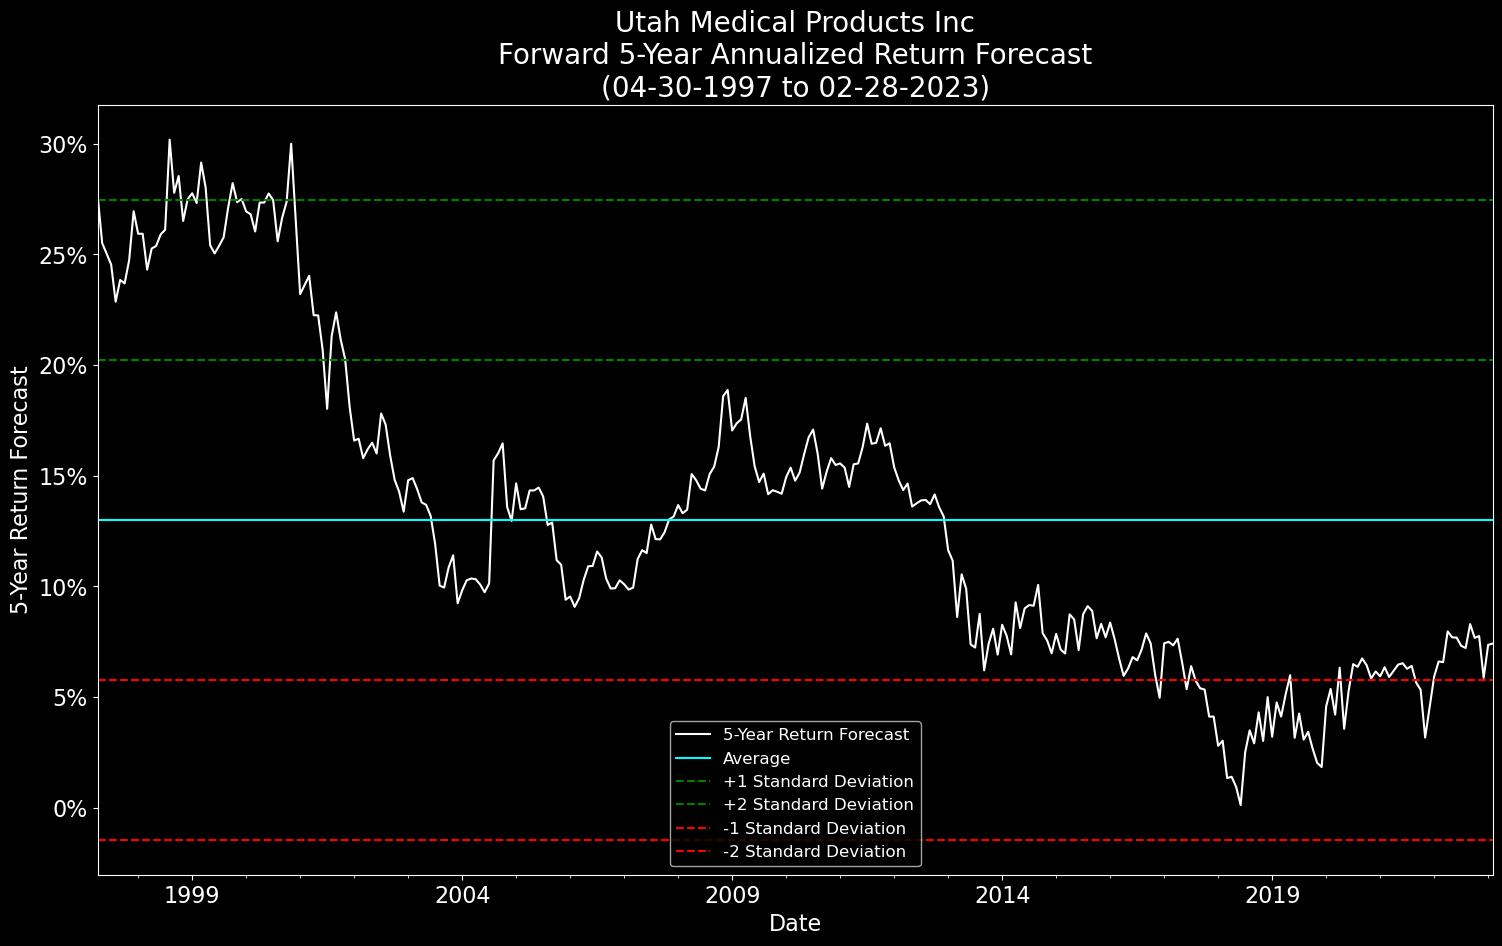 Utah Medical Products Inc
Forward 5-Year Annualized Return Forecast
(04-30-1997 to 02-28-2023)
30%
25%
20%
15%
10%
5%
0%
5-Year Return Forecast
5-Year Return Forecast
Average
+1 Standard Deviation
+2 Standard Deviation
-1 Standard Deviation
-2 Standard Deviation
1999 2004 2009 2014 2019
Date